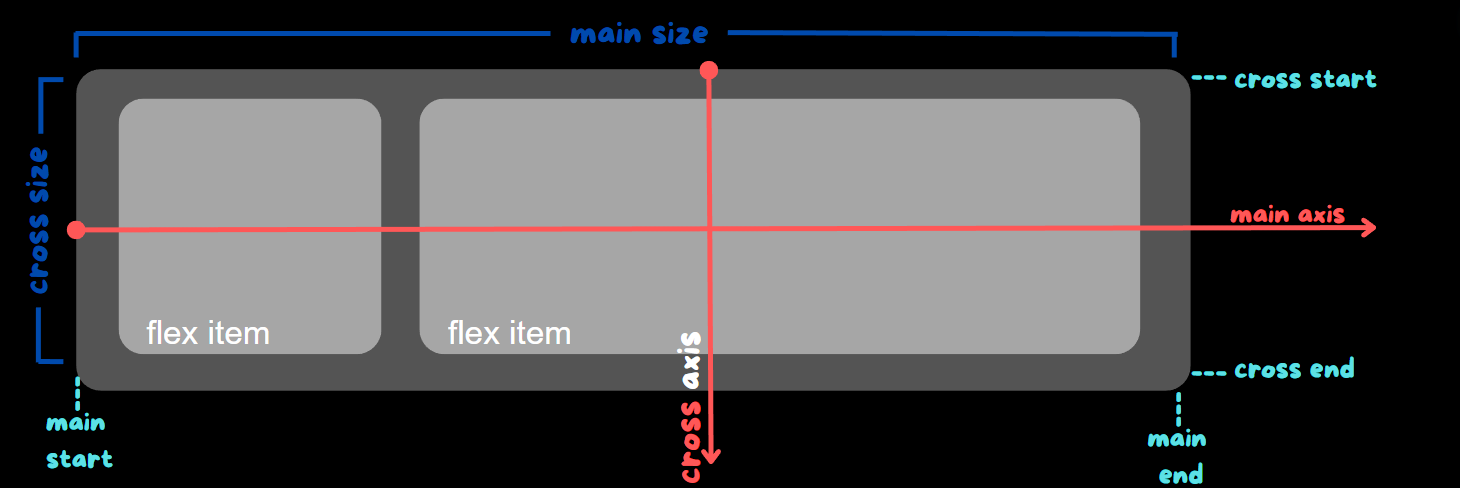 main size
cross start
cross size
main axis
flex item
flex item
cross axis
cross end
main
start
main
end